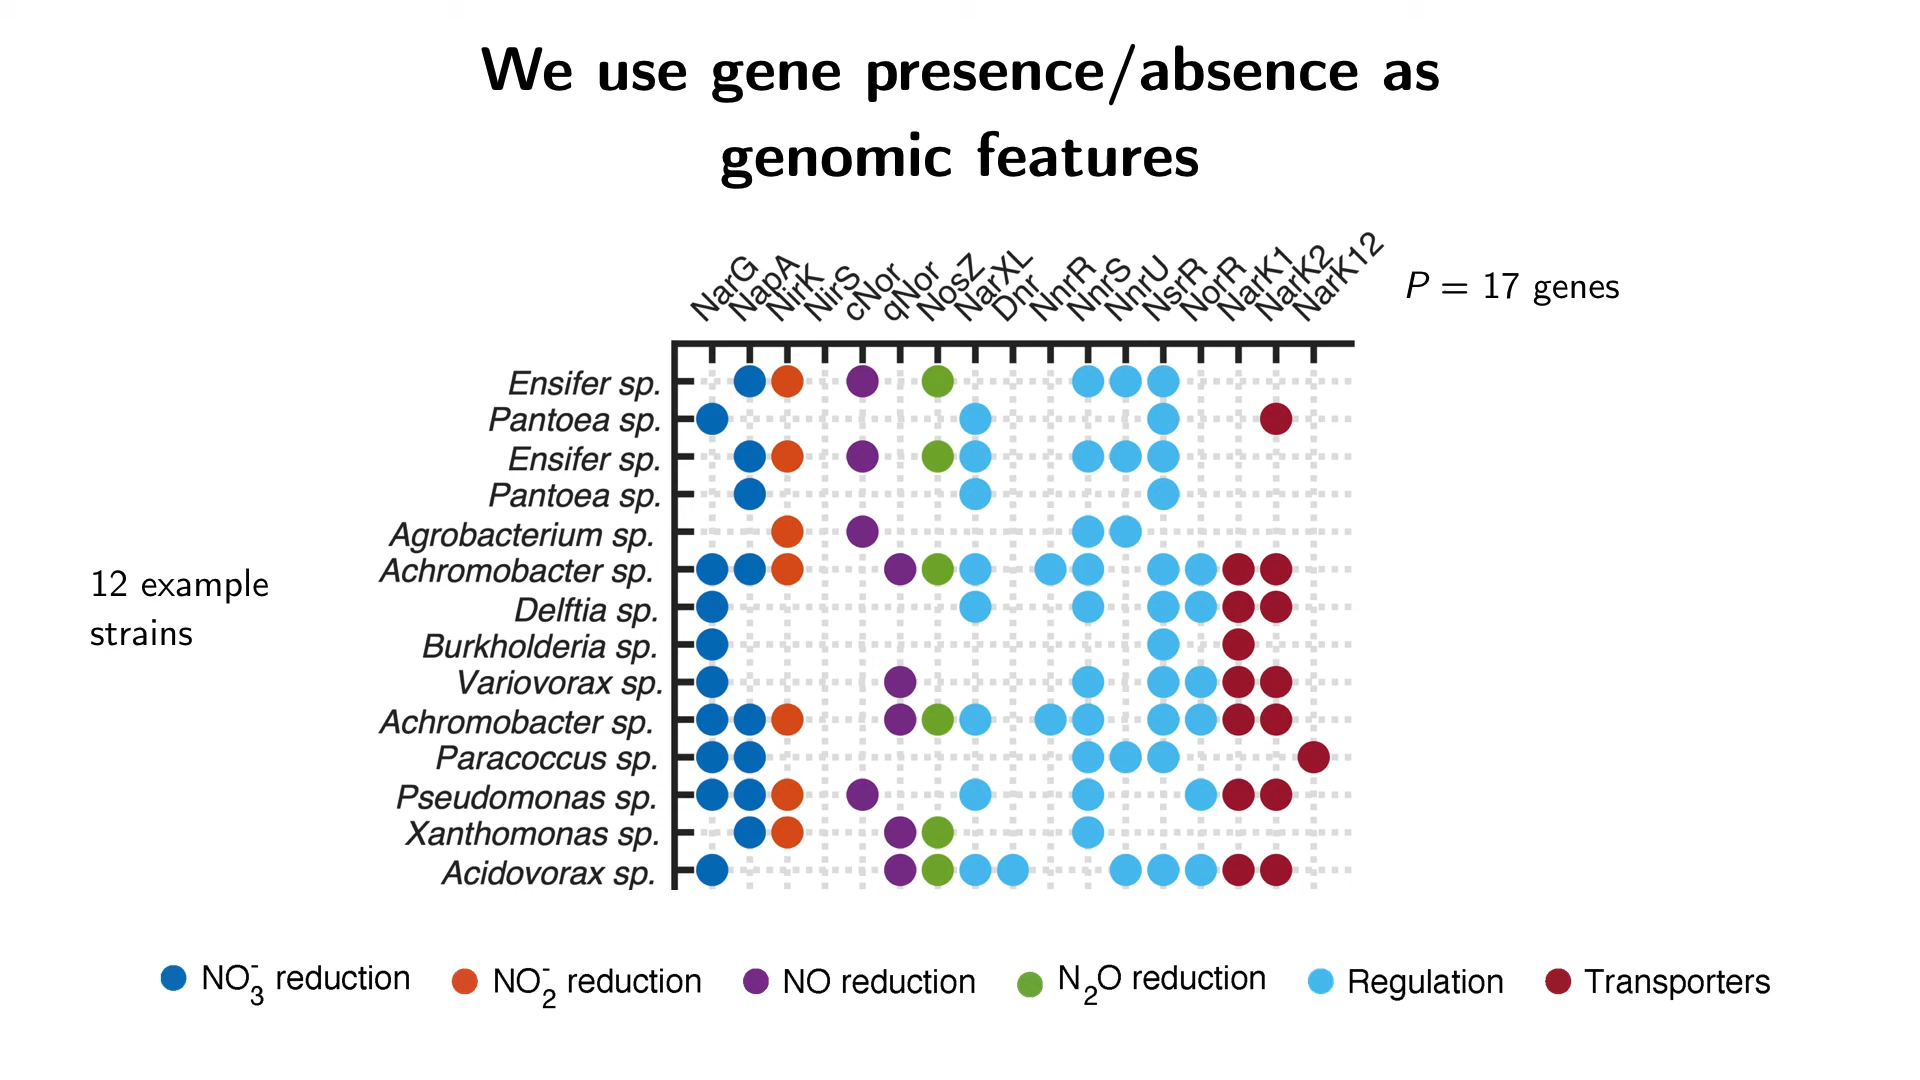 We use gene presence/absence as
genomic features
NarG NapA NirK NirS cNor qNor NosZ NarXL Dnr NnrR NnrS NnrU NsrR NorR NarK1 NarK2 NarK12
P = 17 genes
Ensifer sp.
Pantoea sp.
Ensifer sp.
Pantoea sp.
Agrobacterium sp.
Achromobacter sp.
Delftia sp.
Burkholderia sp.
Variovorax sp.
Achromobacter sp.
Paracoccus sp.
Pseudomonas sp.
Xanthomonas sp.
Acidovorax sp.
12 example
strains
NO₃⁻ reduction NO₂⁻ reduction NO reduction N₂O reduction Regulation Transporters